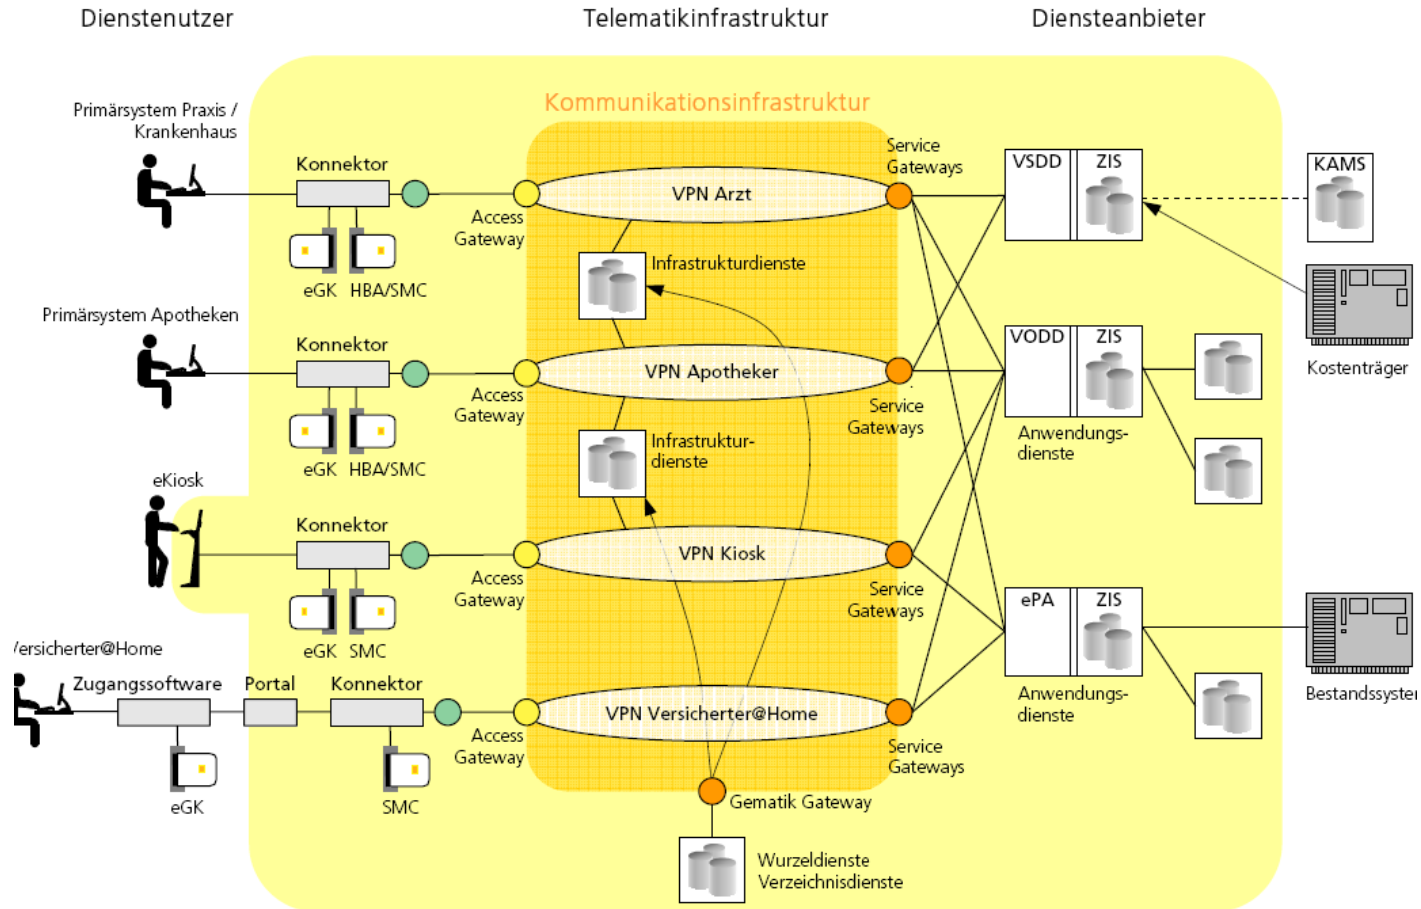 Dienstenutzer
Telematikinfrastruktur
Diensteanbieter
Kommunikationsinfrastruktur
Primärsystem Praxis /
Krankenhaus
Konnektor
eGK
HBA/SMC
Access
Gateway
VPN Arzt
Service
Gateways
VSDD
ZIS
KAMS
Infrastrukturdienste
Kostenträger
Primärsystem Apotheken
Konnektor
eGK
HBA/SMC
Access
Gateway
VPN Apotheker
Service
Gateways
VODD
ZIS
Anwendungs-
dienste
Infrastruktur-
dienste
eKiosk
Konnektor
eGK
SMC
Access
Gateway
VPN Kiosk
Service
Gateways
ePA
ZIS
Anwendungs-
dienste
Bestandssyster
Versicherter@Home
Zugangssoftware
Portal
Konnektor
eGK
SMC
Access
Gateway
VPN Versicherter@Home
Service
Gateways
Gematik Gateway
Wurzeldienste
Verzeichnisdienste